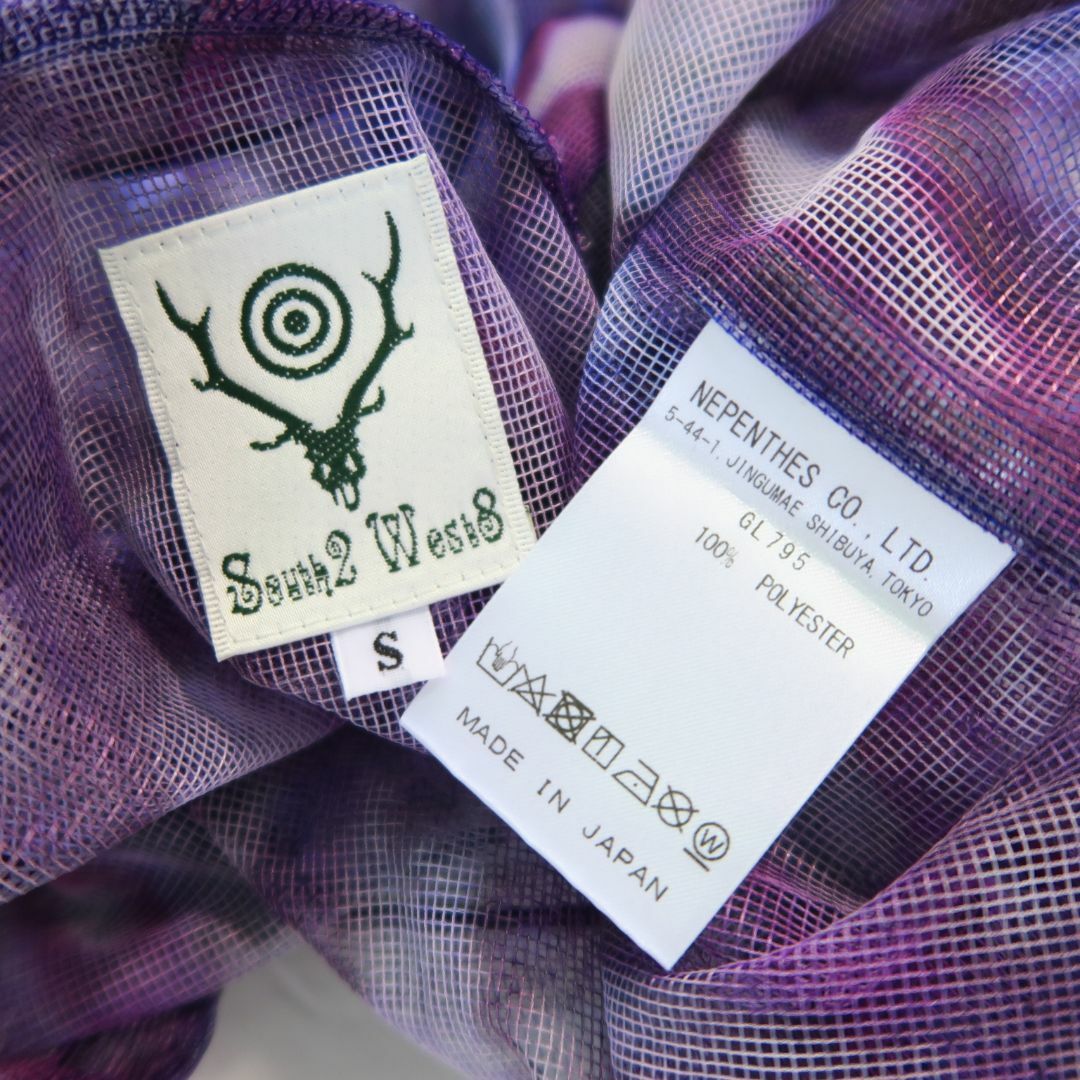 South2 West8
S
NEPENTHES CO., LTD.
5-44-1, JINGUMAE SHIBUYA, TOKYO
GL795
100% POLYESTER
W
MADE IN JAPAN